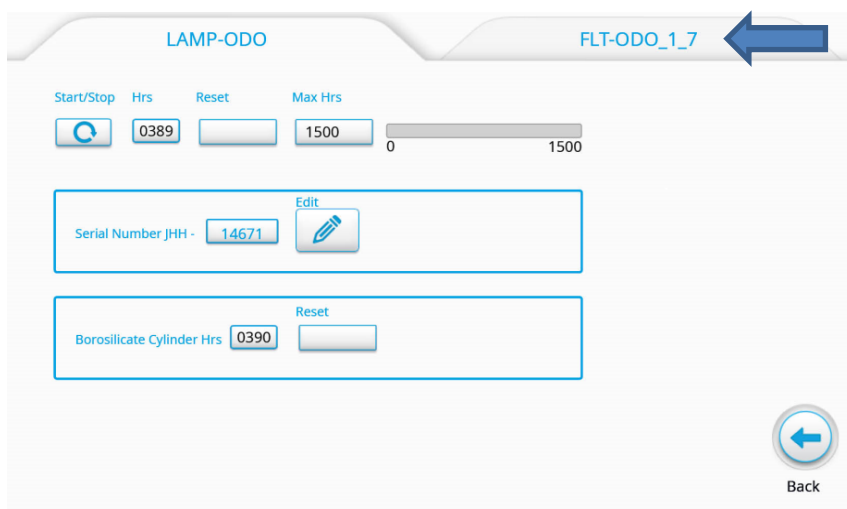 LAMP-ODO FLT-ODO_1_7
Start/Stop Hrs Reset Max Hrs
0389 1500
0 1500
Edit
Serial Number JHH - 14671
Reset
Borosilicate Cylinder Hrs 0390
Back